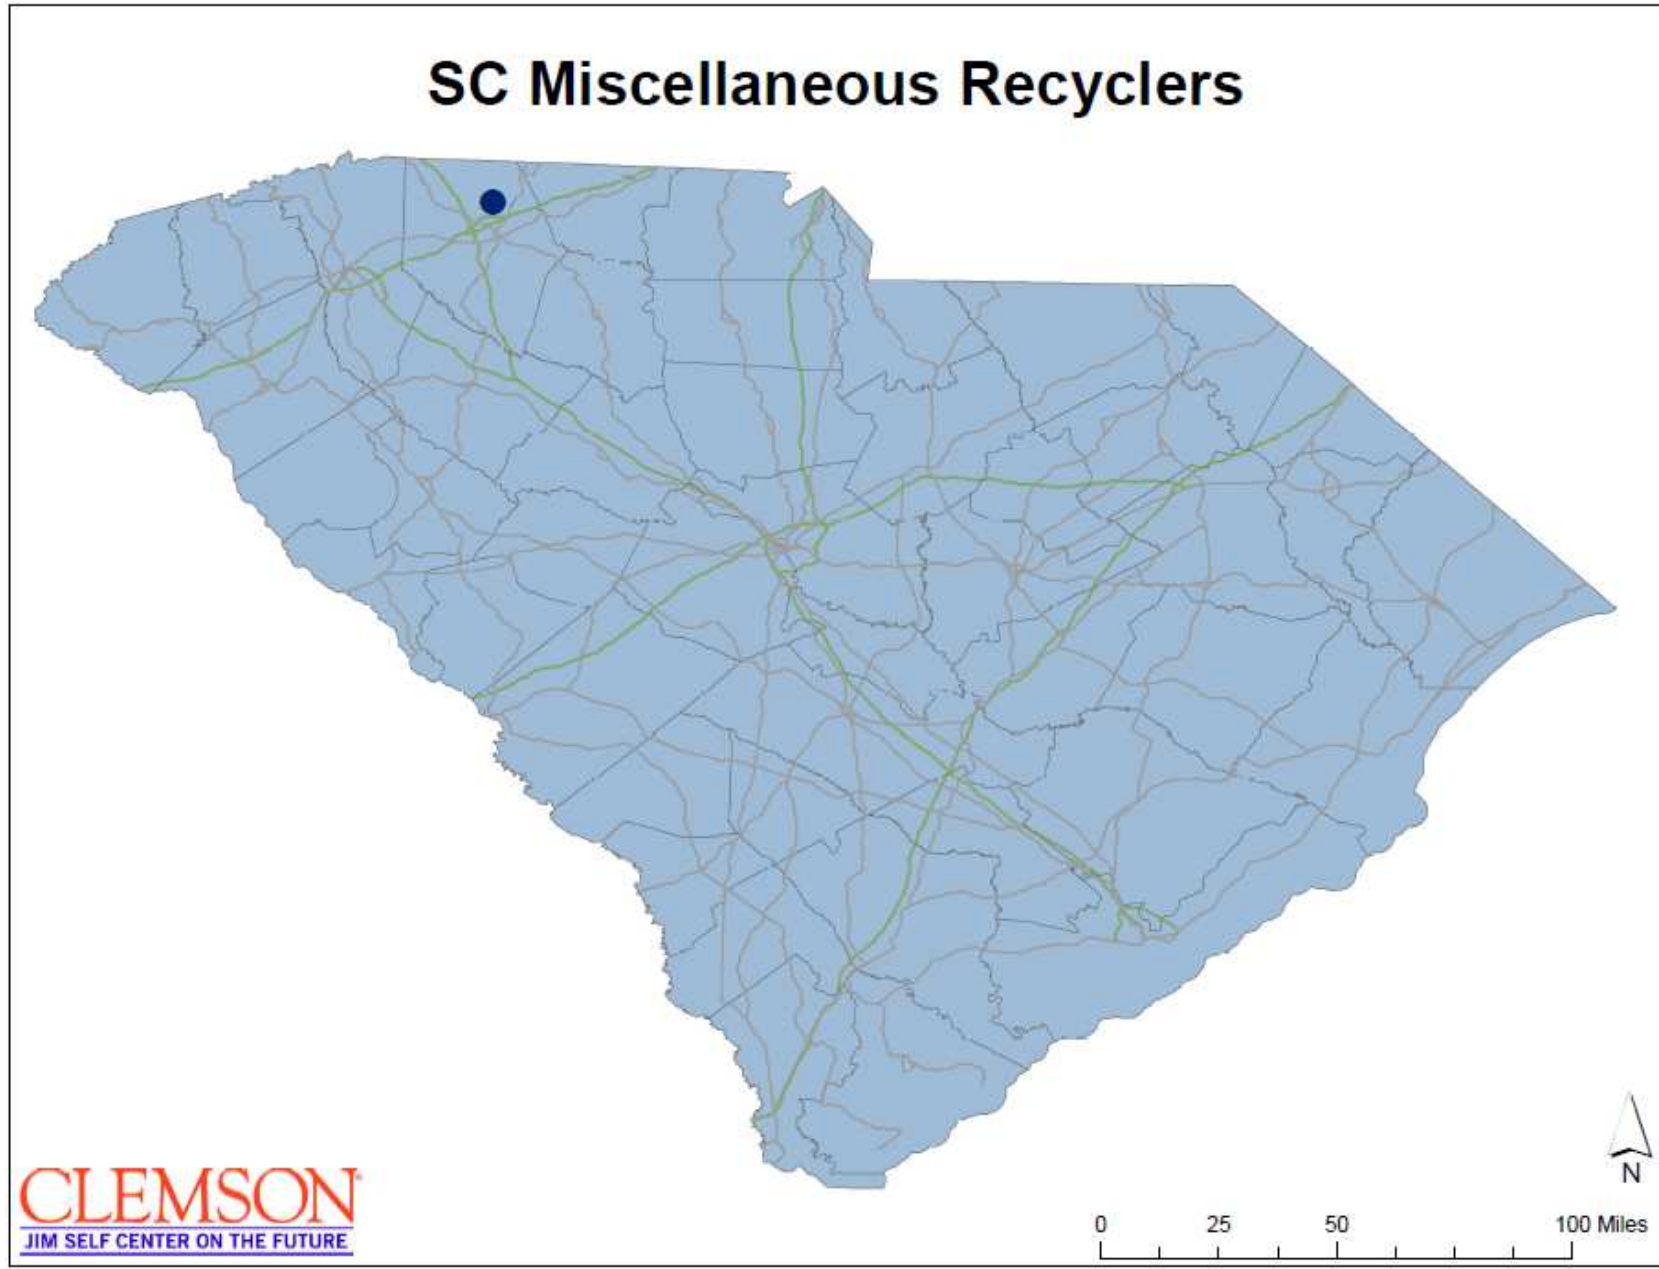 SC Miscellaneous Recyclers
N
0 25 50 100 Miles
CLEMSON
JIM SELF CENTER ON THE FUTURE